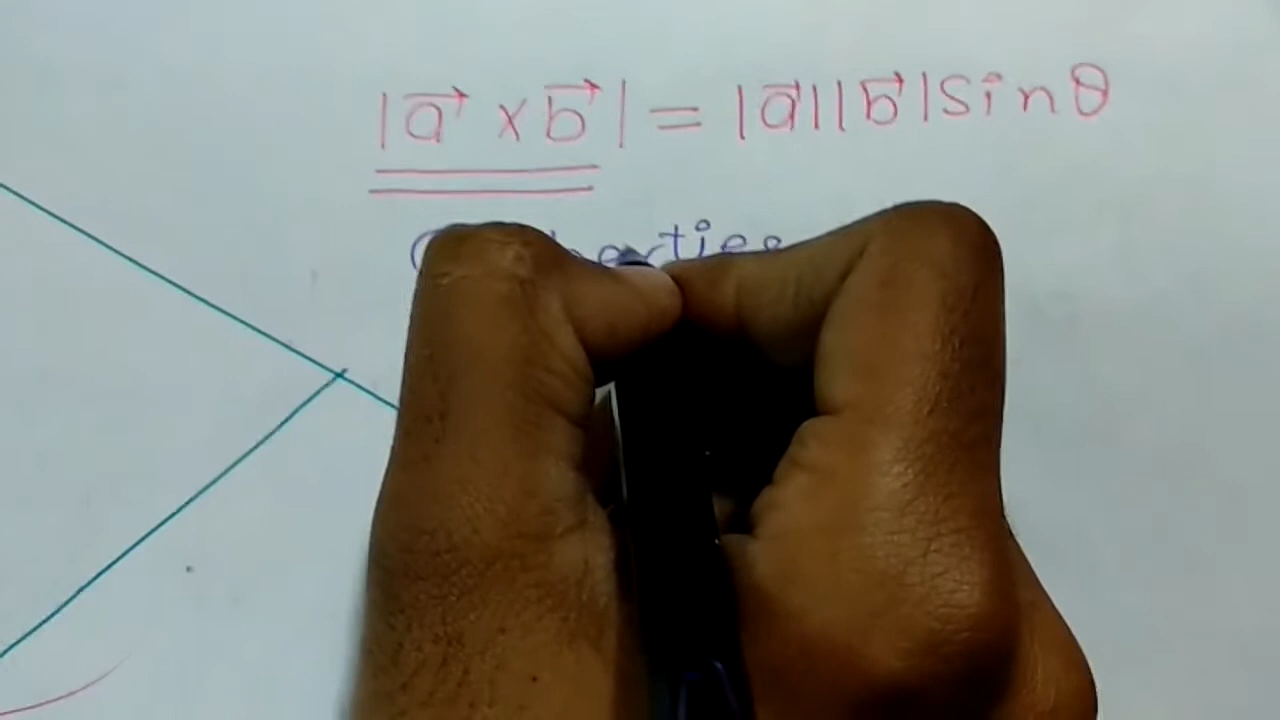 |a⃗ × b⃗| = |a⃗||b⃗|sinθ